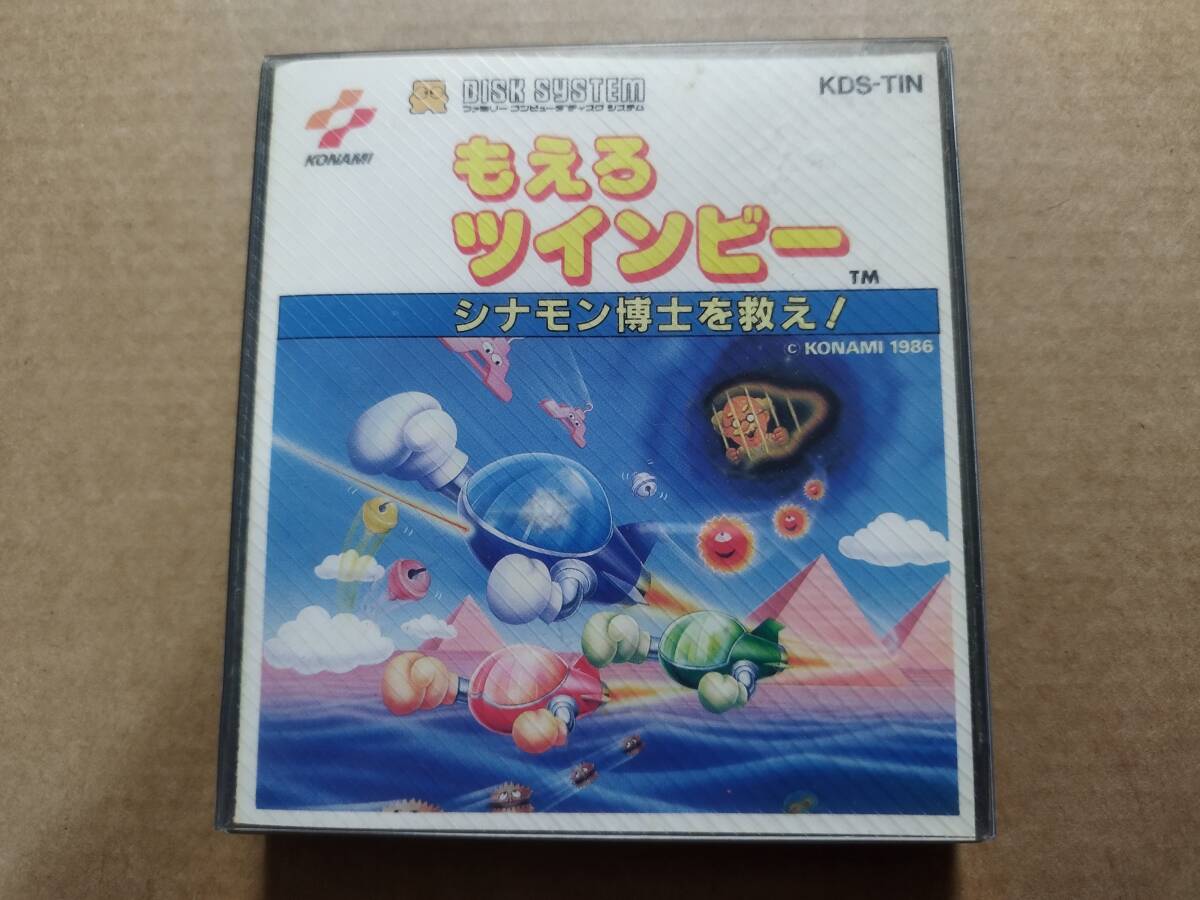 KONAMI
DISK SYSTEM
ファミリー コンピュータ ディスク システム
KDS-TIN
もえろ
ツインビー
TM
シナモン博士を救え!
© KONAMI 1986